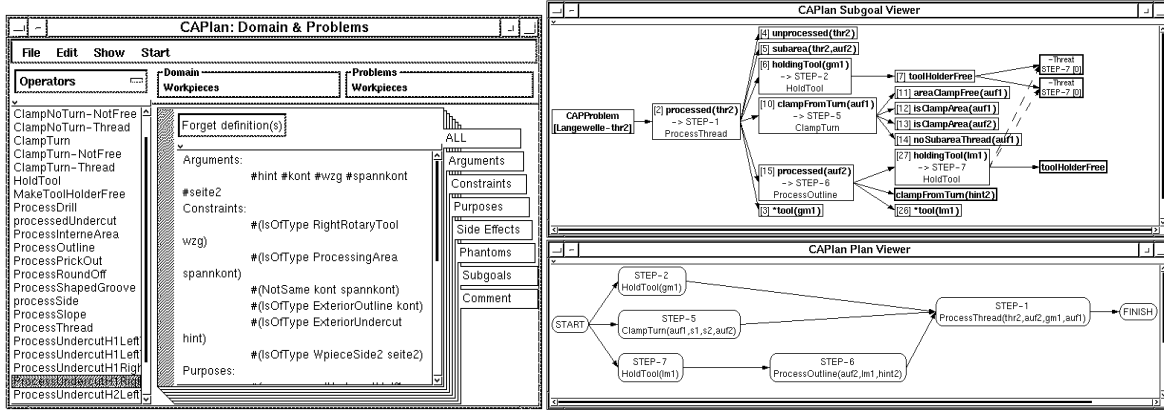 CAPlan: Domain & Problems
File Edit Show Start
Operators
Domain
Workpieces
Problems
Workpieces
ClampNoTurn-NotFree
ClampNoTurn-Thread
ClampTurn
ClampTurn-NotFree
ClampTurn-Thread
HoldTool
MakeToolHolderFree
ProcessDrill
processedUndercut
ProcessInterneArea
ProcessOutline
ProcessPrickOut
ProcessRoundOff
ProcessShapedGroove
processSide
ProcessSlope
ProcessThread
ProcessUndercutH1Left
ProcessUndercutH1Left
ProcessUndercutH1Righ
ProcessUndercutH1Righ
ProcessUndercutH2Left
Forget definition(s)
Arguments:
#hint #kont #wzg #spannkont
#seite2
Constraints:
#(IsOfType RightRotaryTool
wzg)
#(IsOfType ProcessingArea
spannkont)
#(NotSame kont spannkont)
#(IsOfType ExteriorOutline kont)
#(IsOfType ExteriorUndercut
hint)
#(IsOfType WpieceSide2 seite2)
Purposes:
ALL
Arguments
Constraints
Purposes
Side Effects
Phantoms
Subgoals
Comment
CAPlan Subgoal Viewer
CAPProblem
[Langewelle-thr2]
[2] processed(thr2)
-> STEP-1
ProcessThread
[4] unprocessed(thr2)
[5] subarea(thr2,auf2)
[6] holdingTool(gm1)
-> STEP-2
HoldTool
[10] clampFromTurn(auf1)
-> STEP-5
ClampTurn
[15] processed(auf2)
-> STEP-6
ProcessOutline
[3] *tool(gm1)
[7] toolHolderFree
[11] areaClampFree(auf1)
[12] isClampArea(auf1)
[13] isClampArea(auf2)
[14] noSubareaThread(auf1)
[27] holdingTool(lm1)
-> STEP-7
HoldTool
clampFromTurn(hint2)
[26] *tool(lm1)
~Threat
STEP-7 [0]
~Threat
STEP-7 [0]
toolHolderFree
CAPlan Plan Viewer
START
STEP-2
HoldTool(gm1)
STEP-5
ClampTurn(auf1,s1,s2,auf2)
STEP-7
HoldTool(lm1)
STEP-6
ProcessOutline(auf2,lm1,hint2)
STEP-1
ProcessThread(thr2,auf2,gm1,auf1)
FINISH